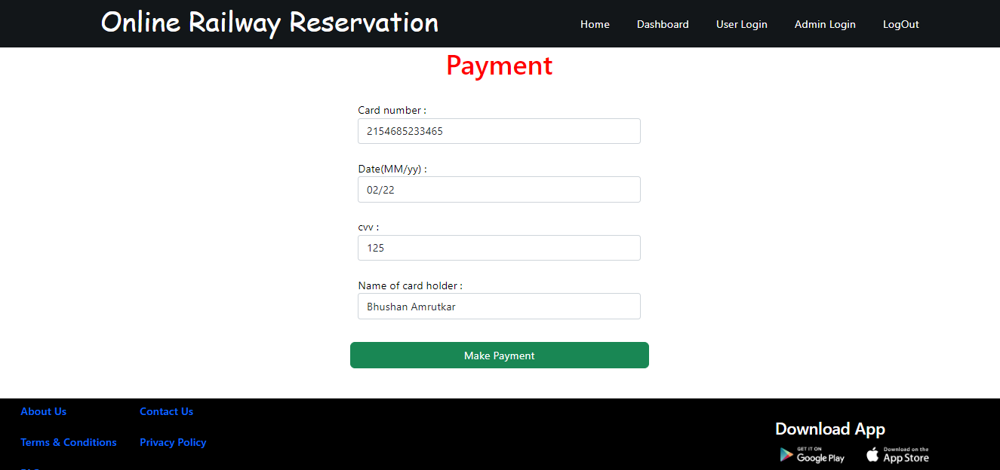 Online Railway Reservation
Home Dashboard User Login Admin Login LogOut
Payment
Card number :
2154685233465
Date(MM/yy) :
02/22
cvv :
125
Name of card holder :
Bhushan Amrutkar
Make Payment
About Us Contact Us
Terms & Conditions Privacy Policy
Download App
GET IT ON
Google Play
Download on the
App Store